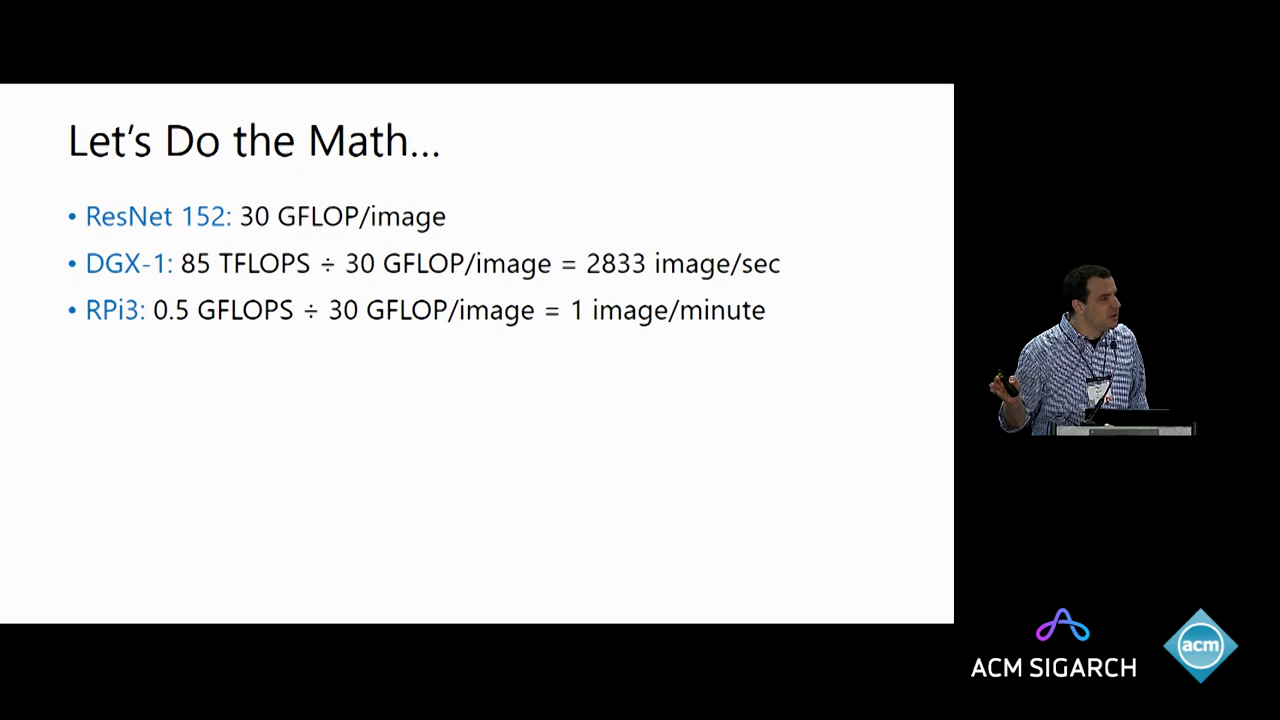 Let's Do the Math...
• ResNet 152: 30 GFLOP/image
• DGX-1: 85 TFLOPS ÷ 30 GFLOP/image = 2833 image/sec
• RPi3: 0.5 GFLOPS ÷ 30 GFLOP/image = 1 image/minute
ACM SIGARCH
acm